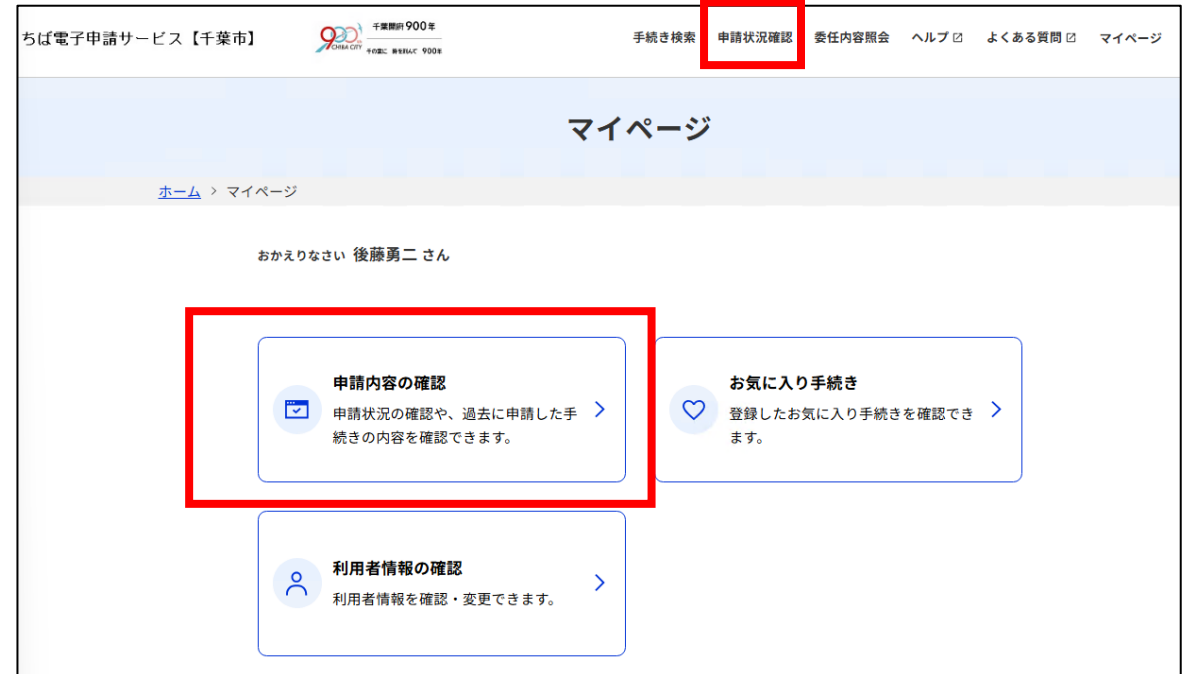 ちば電子申請サービス【千葉市】
900th
CHIBA CITY
千葉開府900年
手続き検索 申請状況確認 委任内容照会 ヘルプ よくある質問 マイページ
マイページ
ホーム > マイページ
おかえりなさい 後藤勇二 さん
申請内容の確認
申請状況の確認や、過去に申請した手
続きの内容を確認できます。
お気に入り手続き
登録したお気に入り手続きを確認でき
ます。
利用者情報の確認
利用者情報を確認・変更できます。